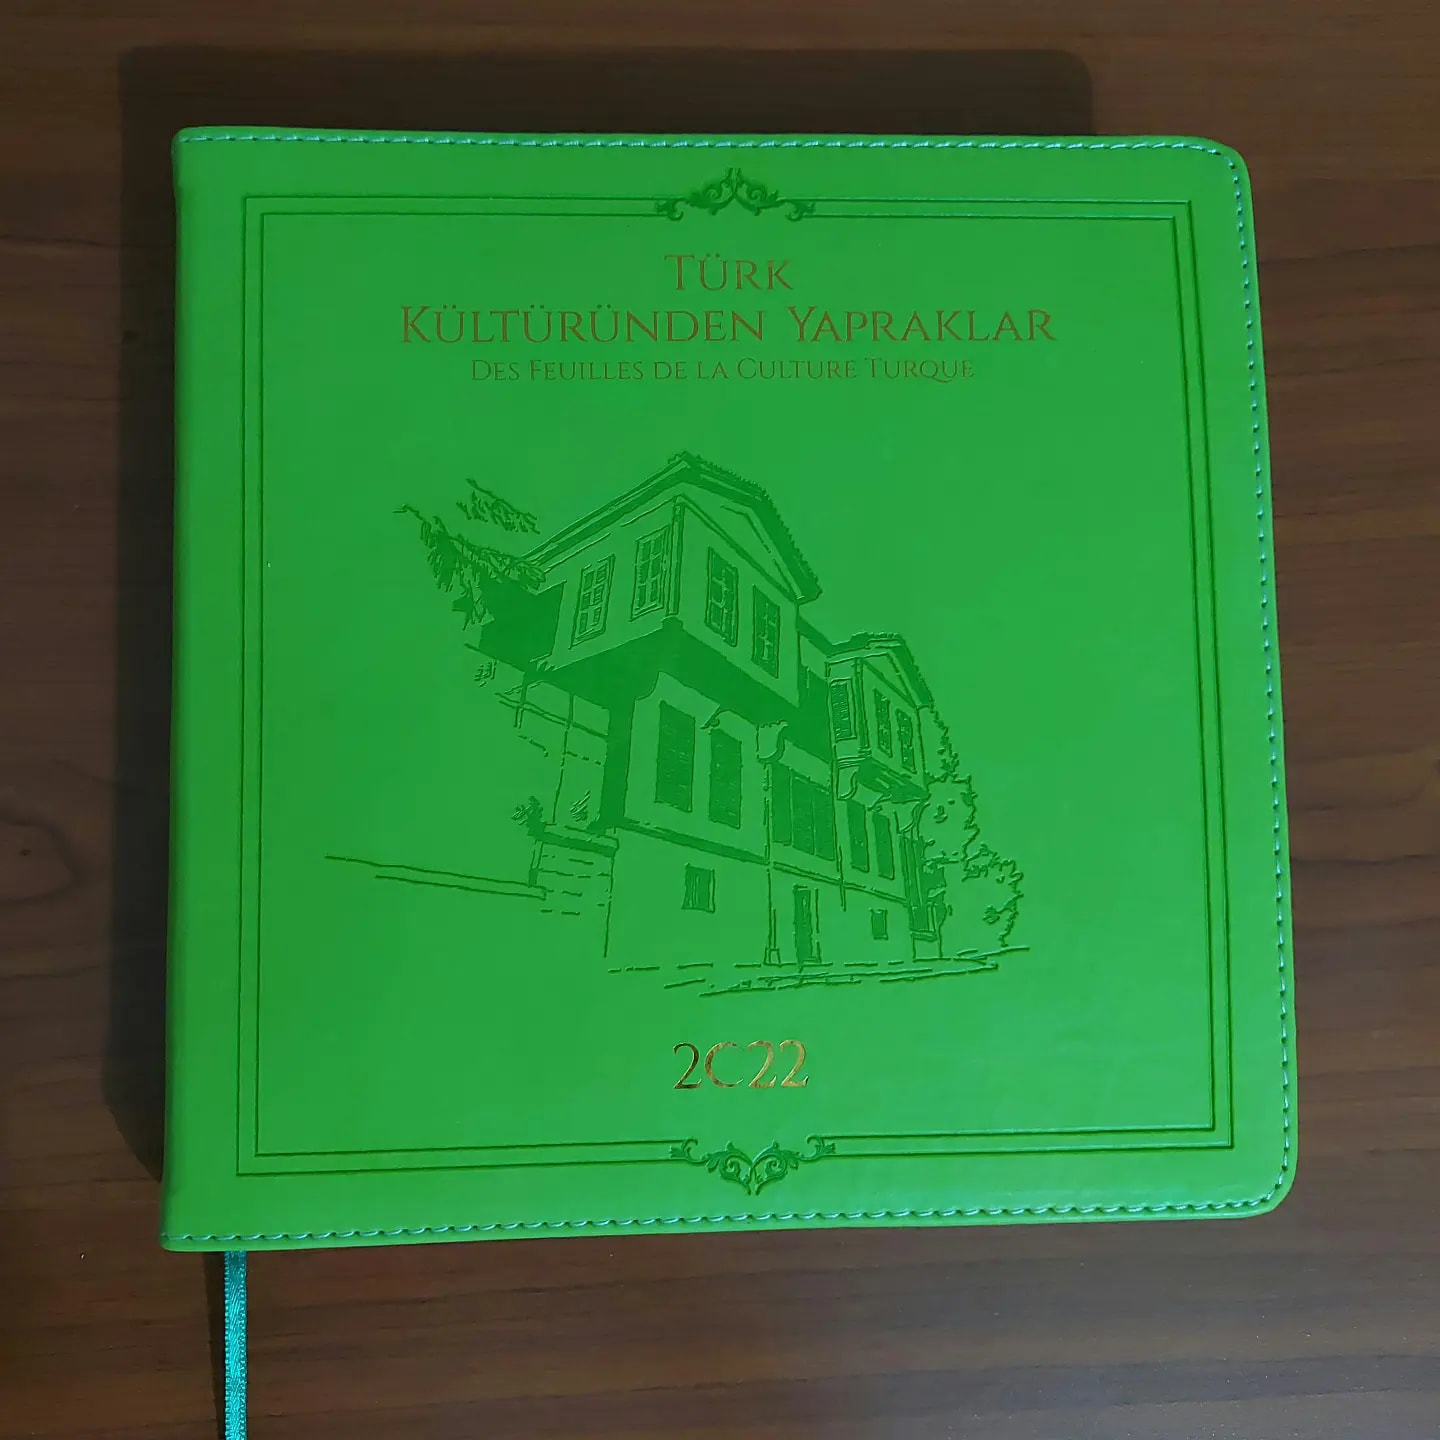 TÜRK
KÜLTÜRÜNDEN YAPRAKLAR
DES FEUILLES DE LA CULTURE TURQUE
2022